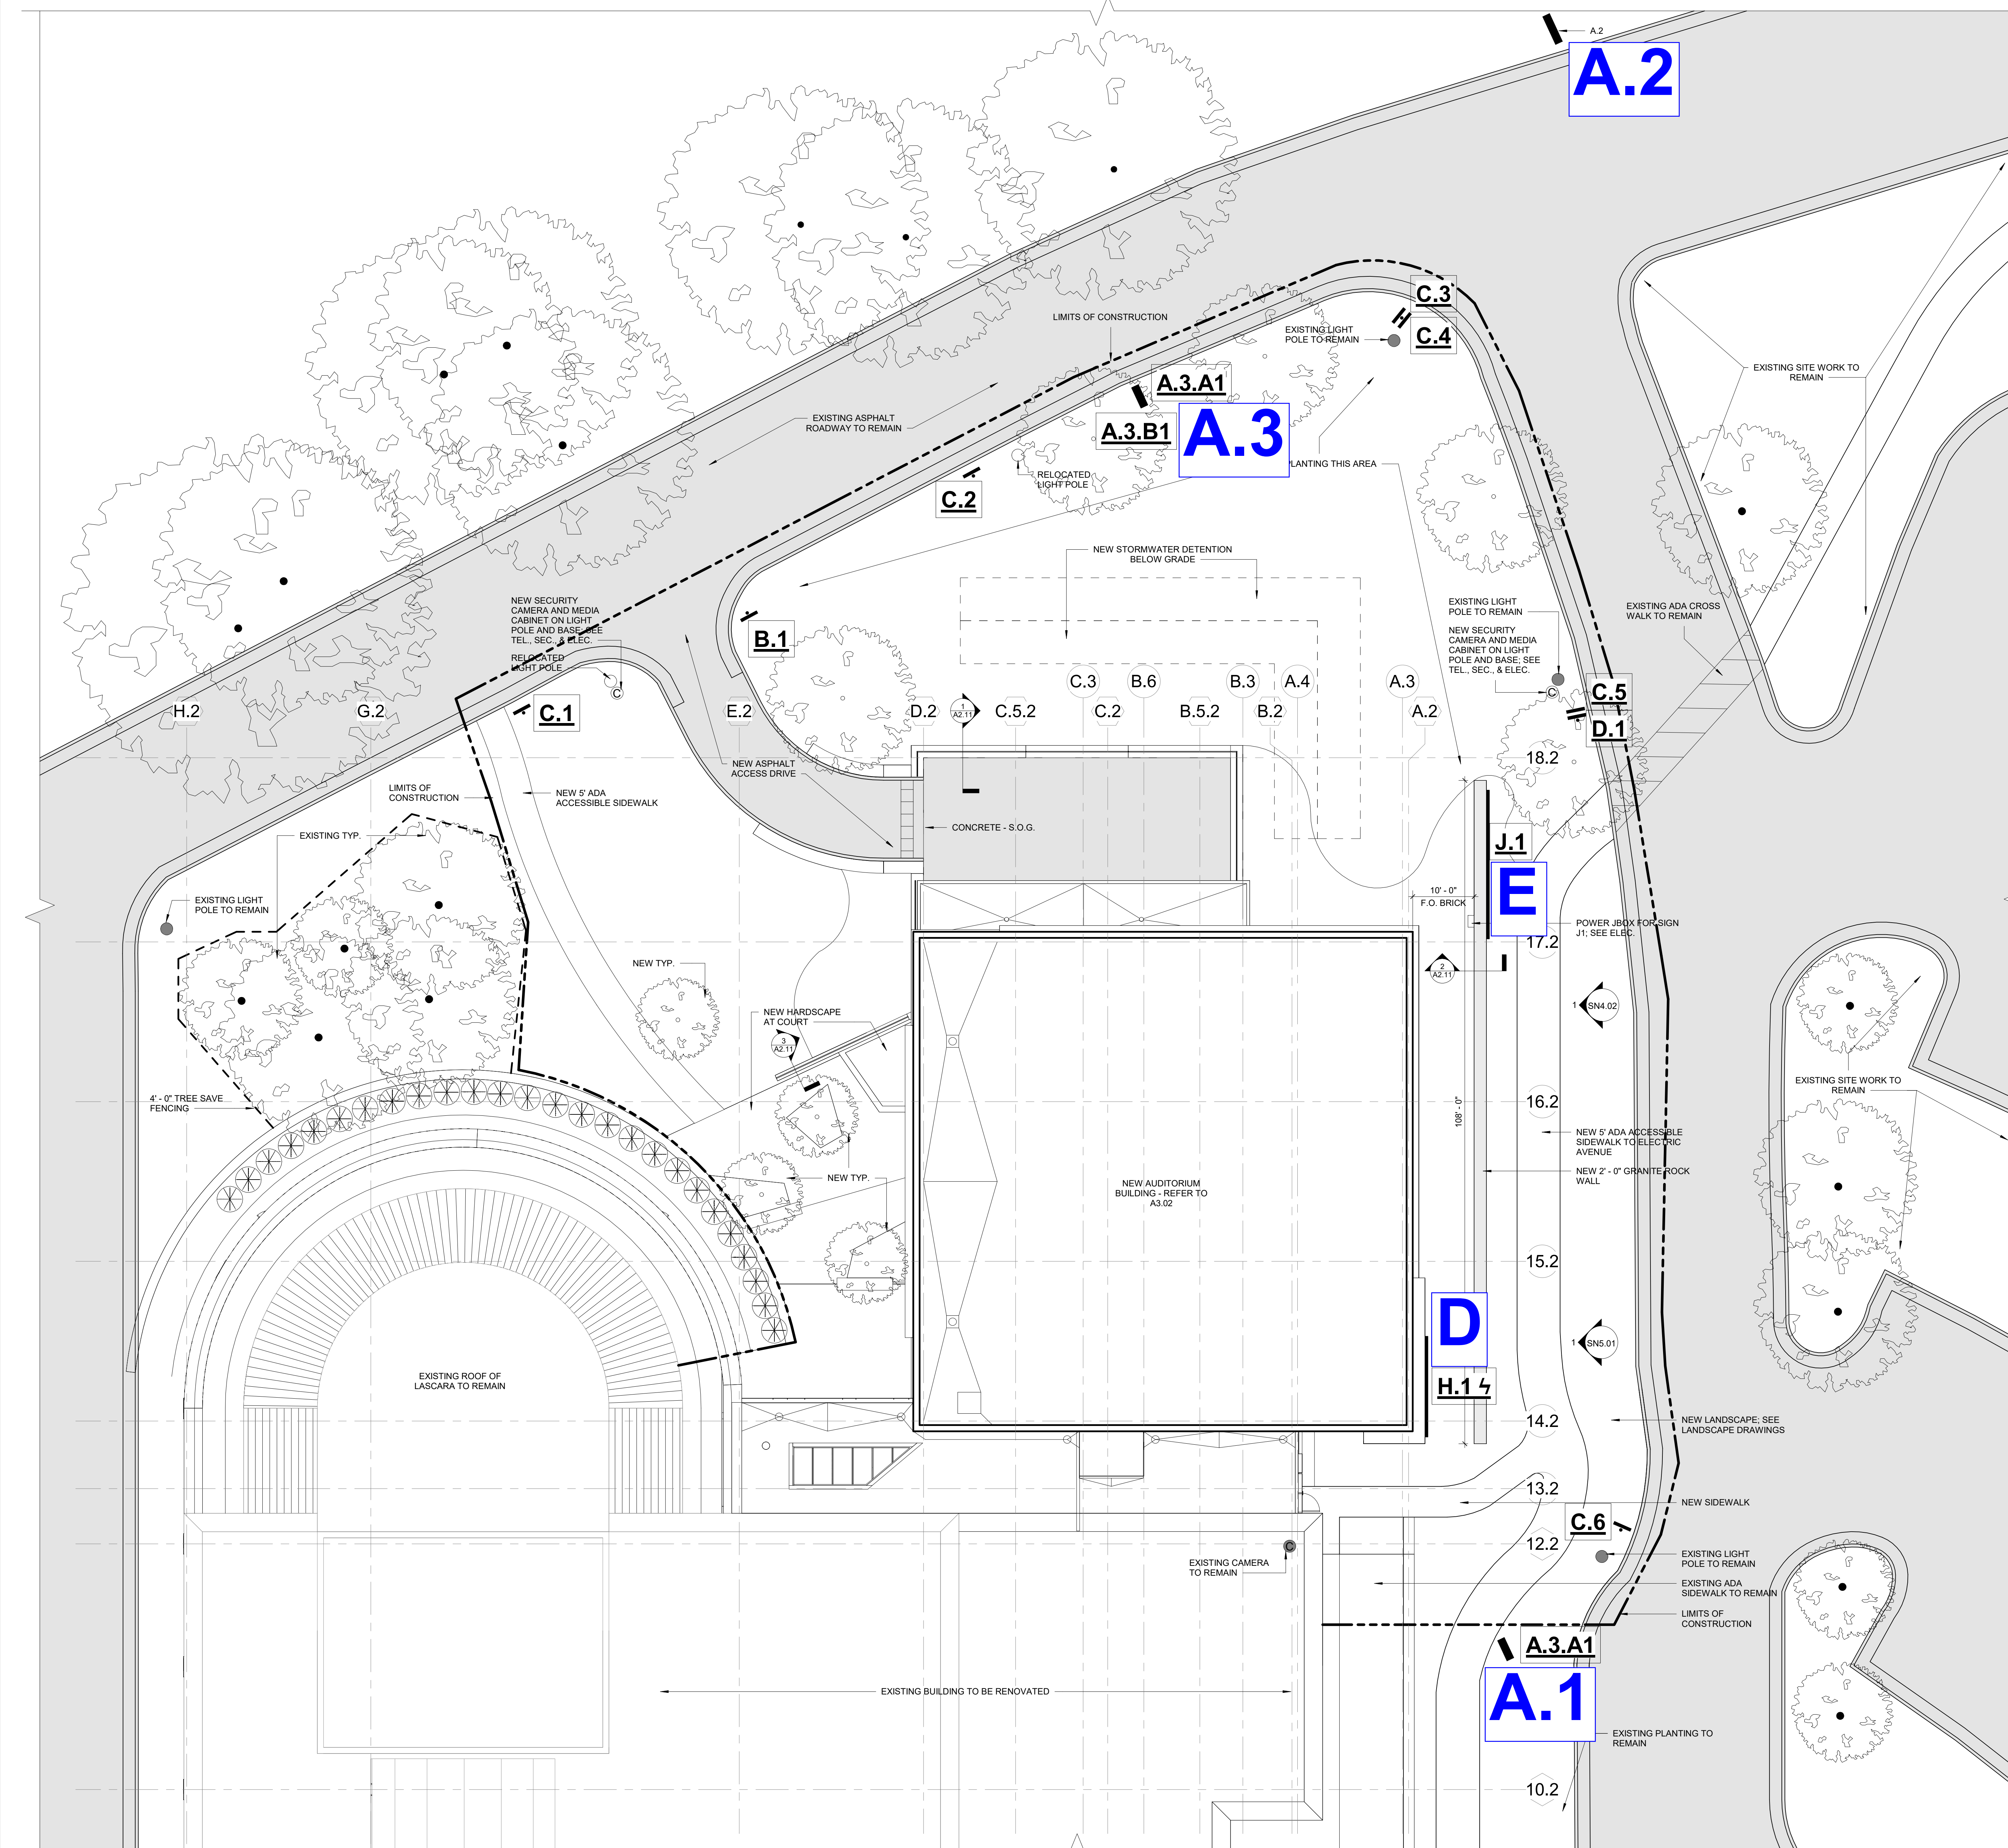 A.2
A.2
C.3
LIMITS OF CONSTRUCTION
EXISTING LIGHT
POLE TO REMAIN
C.4
EXISTING SITE WORK TO
REMAIN
A.3.A1
EXISTING ASPHALT
ROADWAY TO REMAIN
A.3.B1
A.3
PLANTING THIS AREA
RELOCATED
LIGHT POLE
C.2
NEW STORMWATER DETENTION
BELOW GRADE
NEW SECURITY
CAMERA AND MEDIA
CABINET ON LIGHT
POLE AND BASE; SEE
TEL., SEC., & ELEC.
RELOCATED
LIGHT POLE
C
B.1
EXISTING LIGHT
POLE TO REMAIN
NEW SECURITY
CAMERA AND MEDIA
CABINET ON LIGHT
POLE AND BASE; SEE
TEL., SEC., & ELEC.
C
EXISTING ADA CROSS
WALK TO REMAIN
C.3
B.6
B.3
A.4
A.3
C.5
H.2
G.2
C.1
E.2
D.2
1
A2.11
C.5.2
C.2
B.5.2
B.2
A.2
D.1
18.2
NEW ASPHALT
ACCESS DRIVE
LIMITS OF
CONSTRUCTION
NEW 5' ADA
ACCESSIBLE SIDEWALK
EXISTING TYP.
CONCRETE - S.O.G.
J.1
E
10' - 0"
F.O. BRICK
EXISTING LIGHT
POLE TO REMAIN
POWER JBOX FOR SIGN
J1; SEE ELEC.
17.2
NEW TYP.
2
A2.11
1
SN4.02
NEW HARDSCAPE
AT COURT
3
A2.11
4' - 0" TREE SAVE
FENCING
16.2
108' - 0"
EXISTING SITE WORK TO
REMAIN
NEW 5' ADA ACCESSIBLE
SIDEWALK TO ELECTRIC
AVENUE
NEW 2' - 0" GRANITE ROCK
WALL
NEW TYP.
NEW AUDITORIUM
BUILDING - REFER TO
A3.02
15.2
D
1
SN5.01
EXISTING ROOF OF
LASCARA TO REMAIN
H.1
14.2
NEW LANDSCAPE; SEE
LANDSCAPE DRAWINGS
13.2
NEW SIDEWALK
C.6
12.2
C
EXISTING CAMERA
TO REMAIN
EXISTING LIGHT
POLE TO REMAIN
EXISTING ADA
SIDEWALK TO REMAIN
LIMITS OF
CONSTRUCTION
A.3.A1
A.1
EXISTING BUILDING TO BE RENOVATED
EXISTING PLANTING TO
REMAIN
10.2